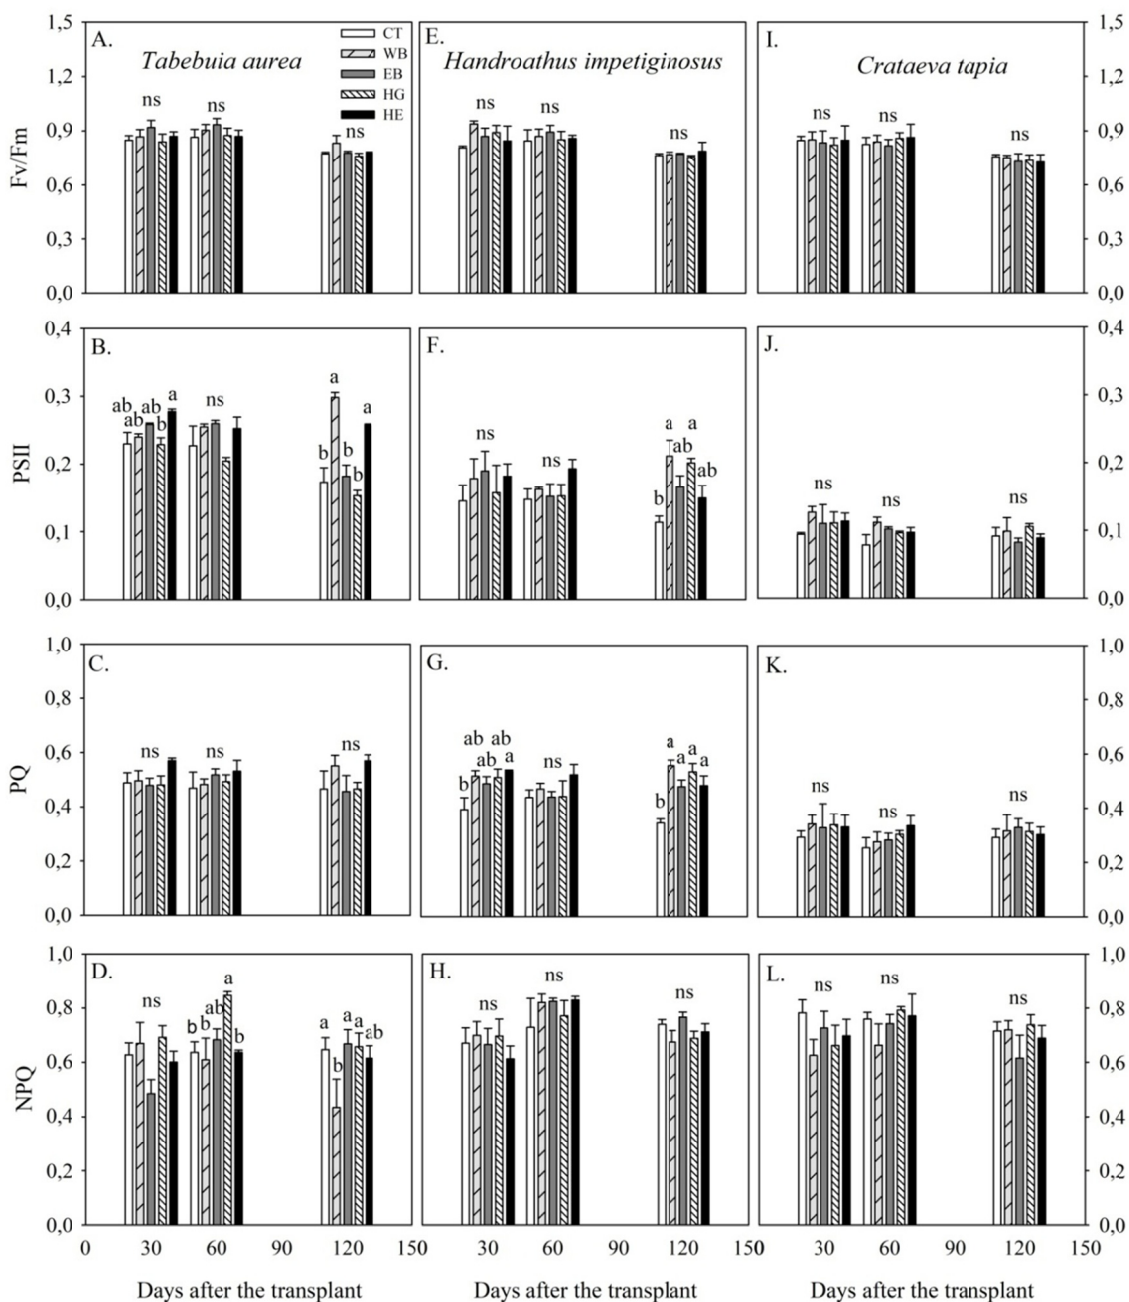 1,5
1,2
0,9
0,6
0,3
0,0
Fv/Fm
A.
CT
WB
EB
HG
HE
Tabebuia aurea
ns
ns
ns
E.
Handroathus impetiginosus
ns
ns
ns
I.
Crataeva tapia
ns
ns
ns
1,5
1,2
0,9
0,6
0,3
0,0
0,4
0,3
0,2
0,1
0,0
PSII
B.
ab
ab
ab
b
a
ns
b
a
b
b
a
F.
ns
ns
b
a
ab
a
ab
J.
ns
ns
ns
0,4
0,3
0,2
0,1
0,0
1,0
0,8
0,6
0,4
0,2
0,0
PQ
C.
ns
ns
ns
G.
b
ab
ab
ab
a
ns
b
a
a
a
a
K.
ns
ns
ns
1,0
0,8
0,6
0,4
0,2
0,0
1,0
0,8
0,6
0,4
0,2
0,0
NPQ
D.
ns
b
b
ab
a
b
a
b
a
a
ab
H.
ns
ns
ns
L.
ns
ns
ns
1,0
0,8
0,6
0,4
0,2
0,0
0 30 60 90 120 150 30 60 90 120 150 30 60 90 120 150
Days after the transplant Days after the transplant Days after the transplant